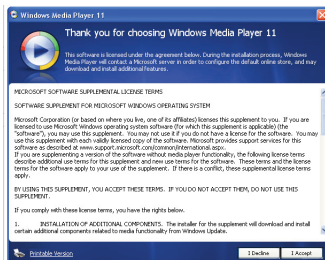 Windows Media Player 11
Thank you for choosing Windows Media Player 11
This software is licensed under the agreement below. During the installation process, Windows
Media Player will contact a Microsoft server in order to configure the default online store, and may
download and install additional features.
MICROSOFT SOFTWARE SUPPLEMENTAL LICENSE TERMS
SOFTWARE SUPPLEMENT FOR MICROSOFT WINDOWS OPERATING SYSTEM
Microsoft Corporation (or based on where you live, one of its affiliates) licenses this supplement to you. If you are
licensed to use Microsoft Windows operating system software (for which this supplement is applicable) (the
"software"), you may use this supplement. You may not use it if you do not have a license for the software. You may
use this supplement with each validly licensed copy of the software. Microsoft provides support services for this
software as described at www.support.microsoft.com/common/international.aspx.
If you are supplementing a version of the software without media player functionality, the following license terms
describe additional use terms for the supplement and new use terms for the software. These terms and the license
terms for the software apply to your use of the supplement. If there is a conflict, these supplemental license terms
apply.
BY USING THIS SUPPLEMENT, YOU ACCEPT THESE TERMS. IF YOU DO NOT ACCEPT THEM, DO NOT USE THIS
SUPPLEMENT.
If you comply with these license terms, you have the rights below.
1. INSTALLATION OF ADDITIONAL COMPONENTS. The installer for the supplement will download and install
certain additional components related to media functionality from Windows Update.
Printable Version
I Decline
I Accept